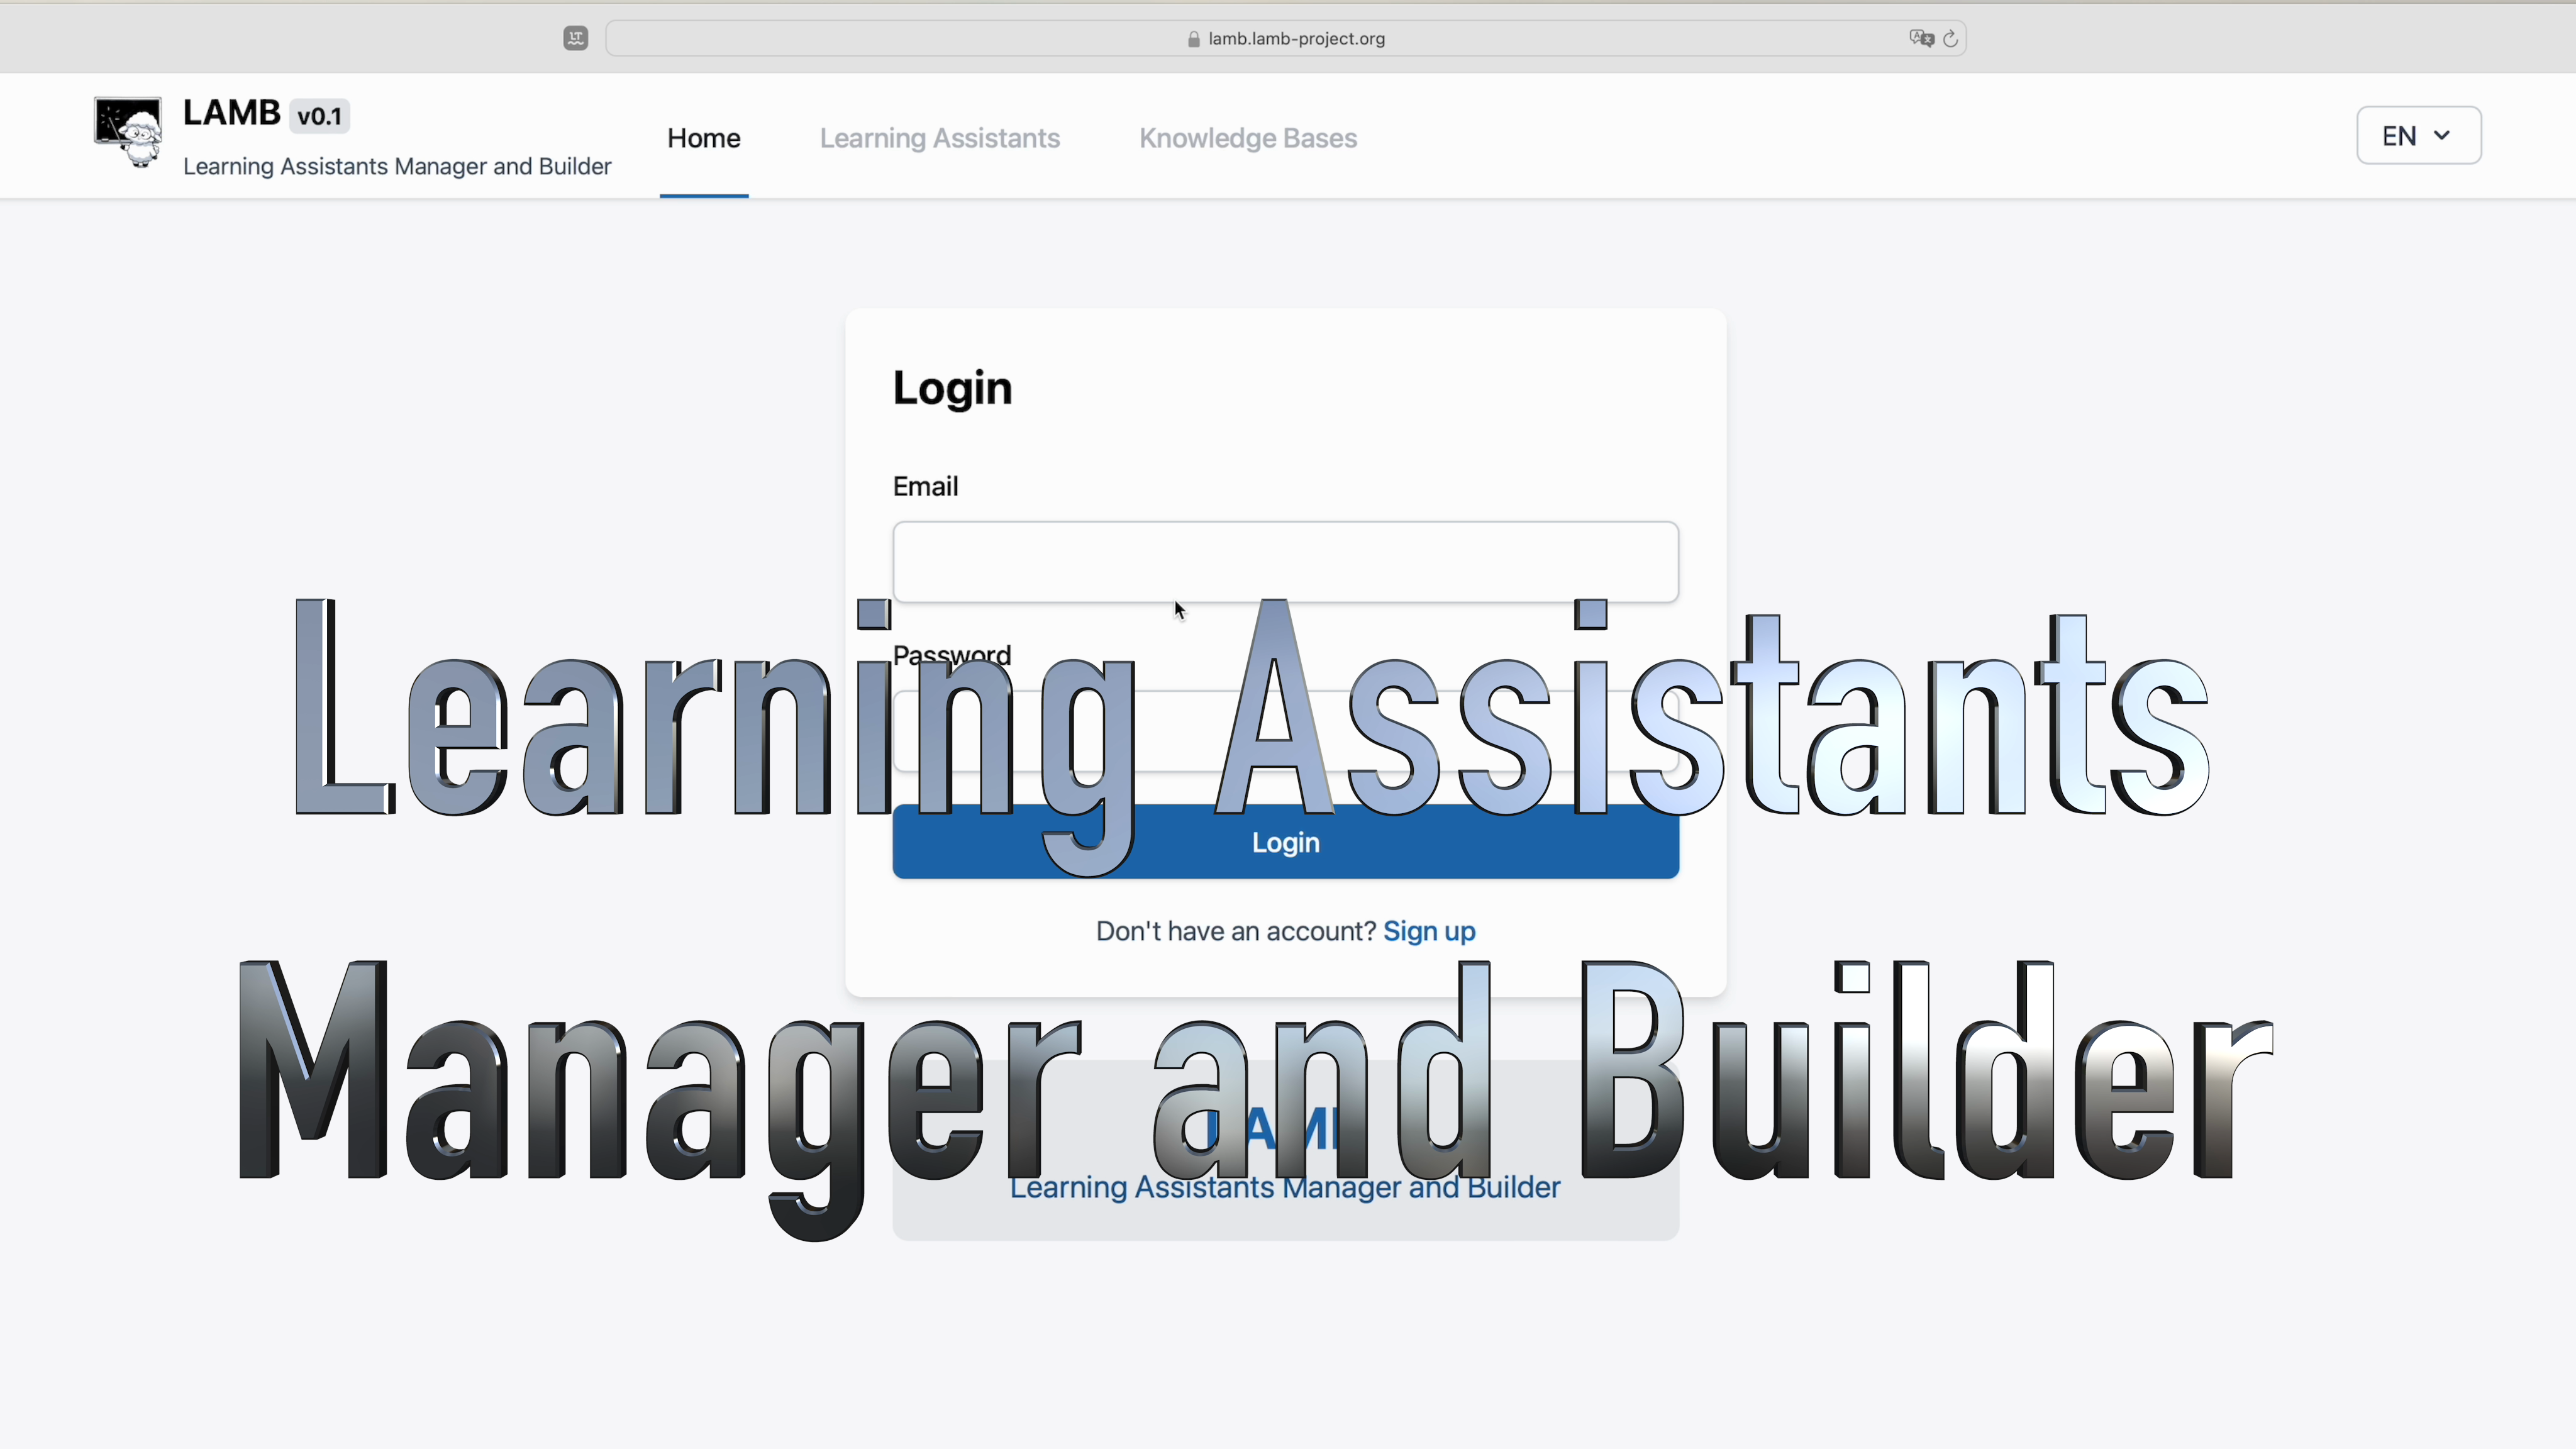 lamb.lamb-project.org
LAMB v0.1
Learning Assistants Manager and Builder
Home
Learning Assistants
Knowledge Bases
EN
Login
Email
Password
Learning Assistants
Login
Don't have an account? Sign up
Manager and Builder
LAMB
Learning Assistants Manager and Builder